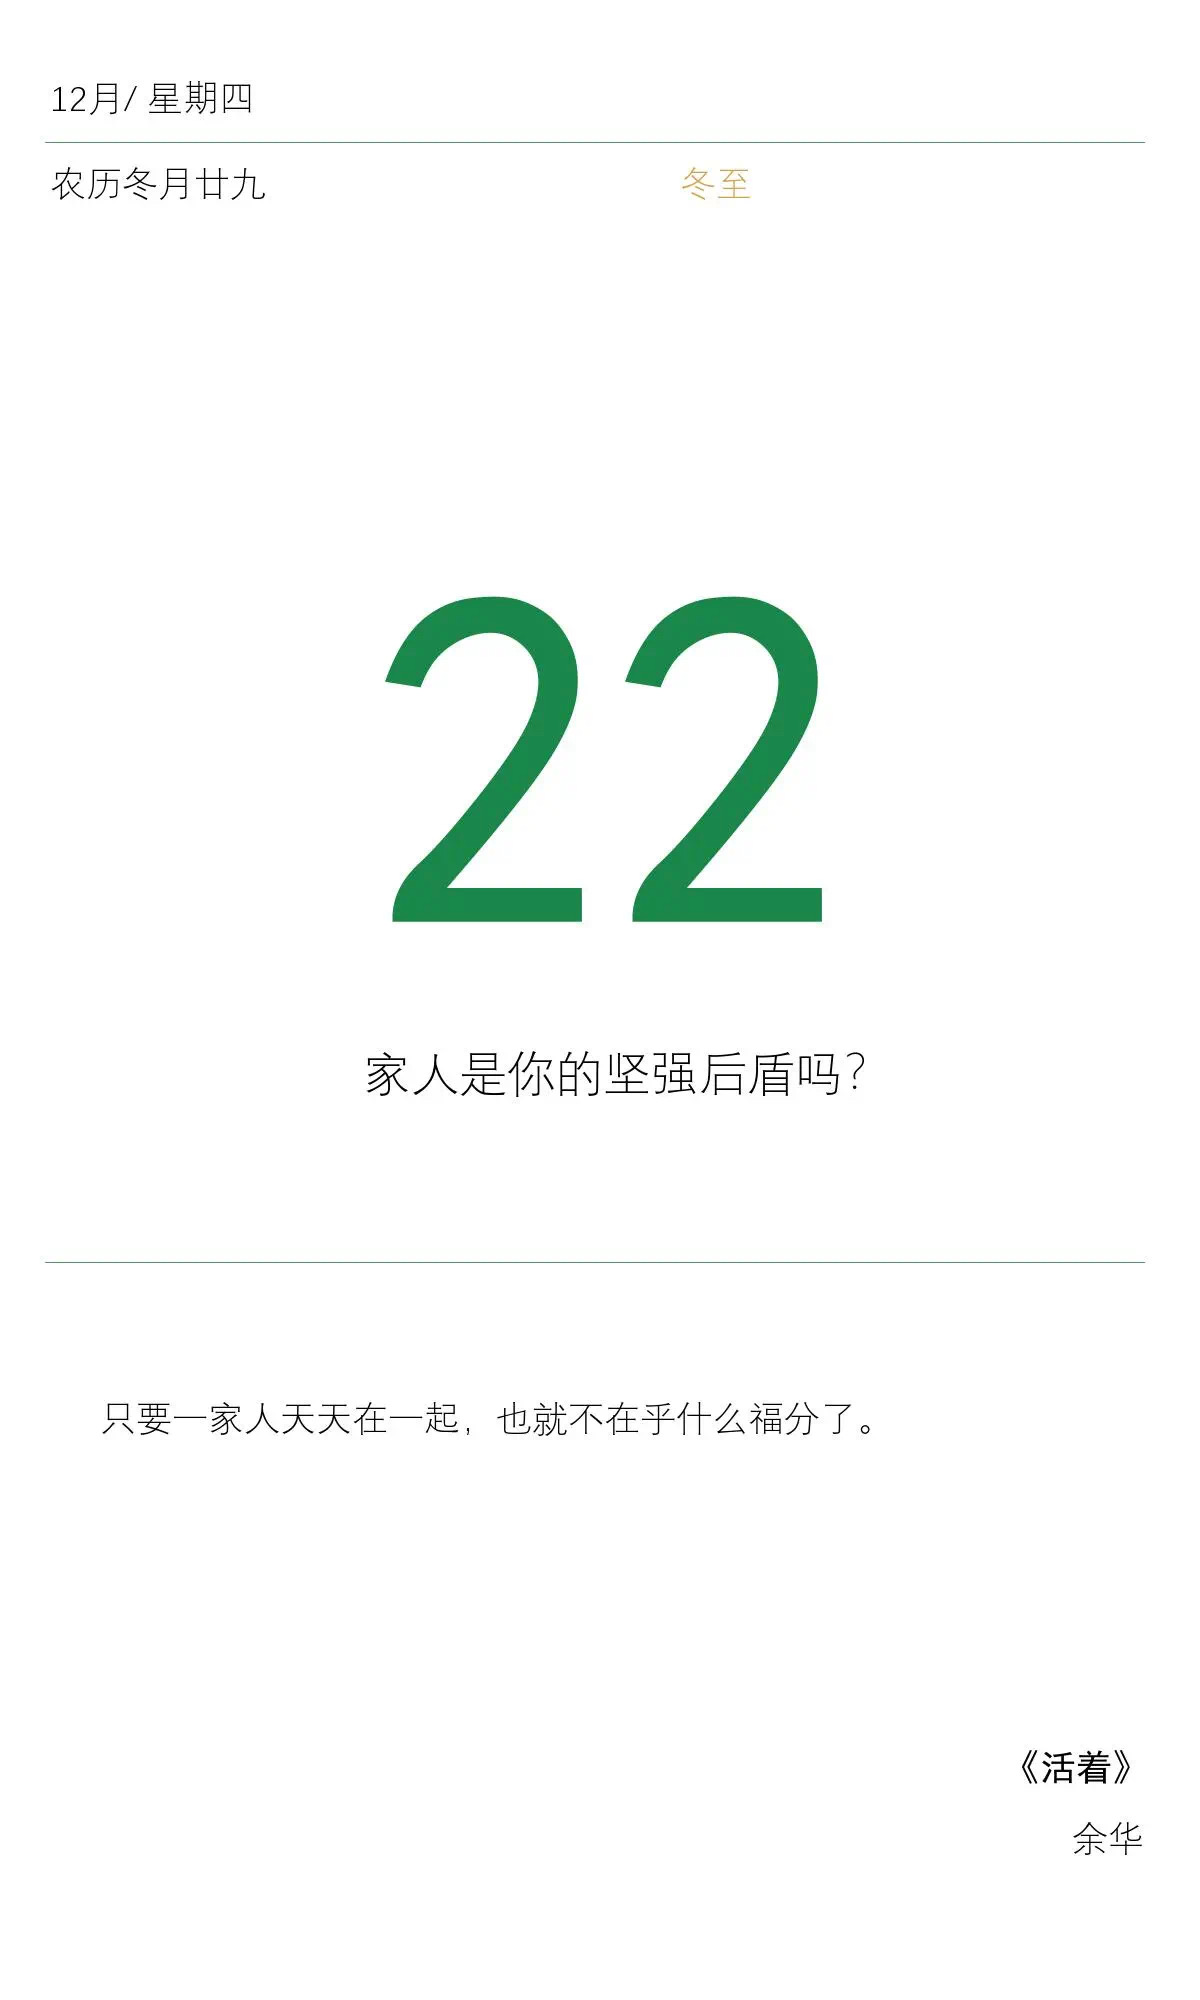 12月/ 星期四
农历冬月廿九 冬至
22
家人是你的坚强后盾吗？
只要一家人天天在一起，也就不在乎什么福分了。
《活着》
余华